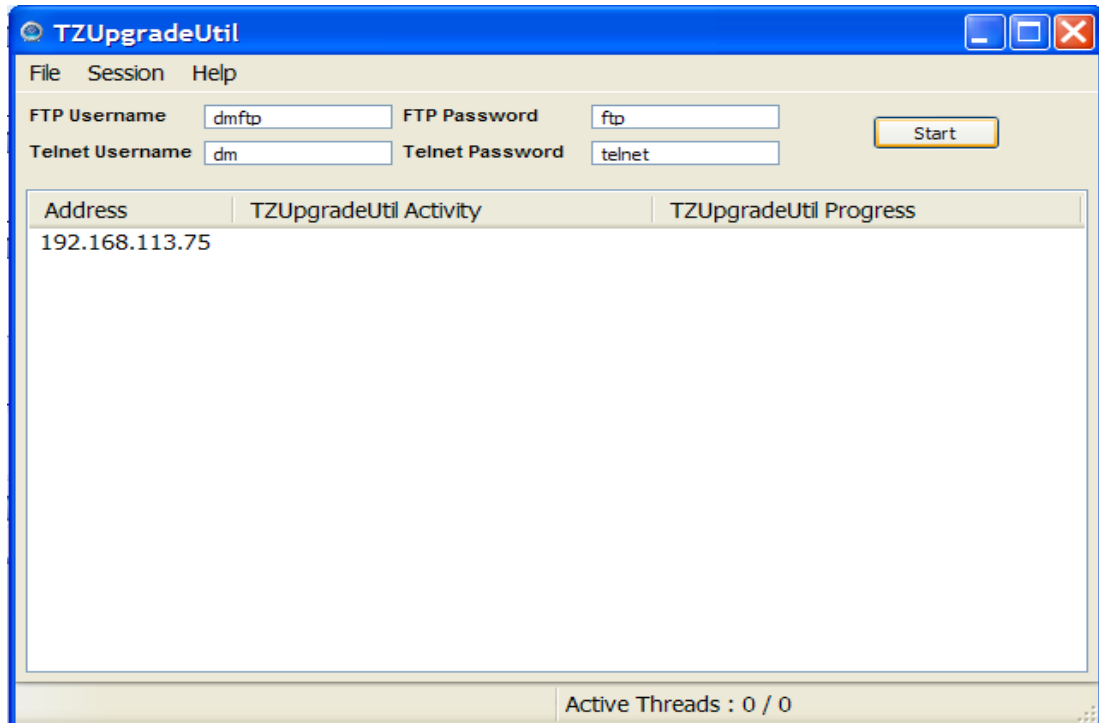 TZUpgradeUtil
File Session Help
FTP Username dmftp FTP Password ftp
Start
Telnet Username dm Telnet Password telnet
Address TZUpgradeUtil Activity TZUpgradeUtil Progress
192.168.113.75
Active Threads : 0 / 0